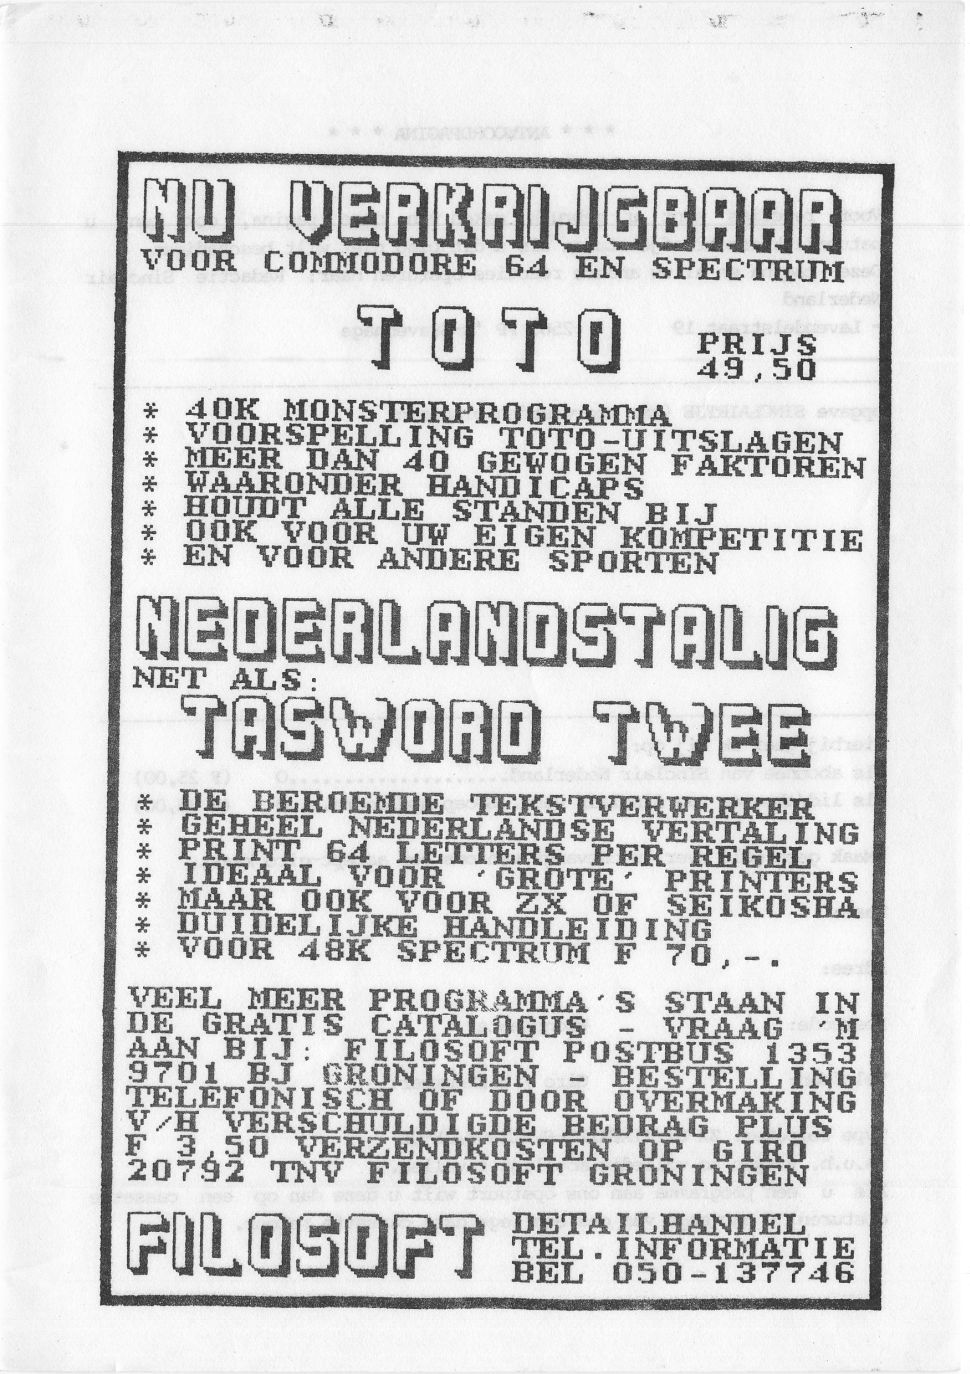 NU VERKRIJGBAAR
VOOR COMMODORE 64 EN SPECTRUM
TOTO
PRIJS
49,50
* 40K MONSTERPROGRAMMA
* VOORSPELLING TOTO-UITSLAGEN
* MEER DAN 40 GEWOGEN FAKTOREN
* WAARONDER HANDICAPS
* HOUDT ALLE STANDEN BIJ
* OOK VOOR UW EIGEN KOMPETITIE
* EN VOOR ANDERE SPORTEN
NEDERLANDSTALIG
NET ALS:
TASWORD TWEE
* DE BEROEMDE TEKSTVERWERKER
* GEHEEL NEDERLANDSE VERTALING
* PRINT 64 LETTERS PER REGEL
* IDEAAL VOOR 'GROTE' PRINTERS
* MAAR OOK VOOR ZX OF SEIKOSHA
* DUIDELIJKE HANDLEIDING
* VOOR 48K SPECTRUM F 70,-.
VEEL MEER PROGRAMMA'S STAAN IN
DE GRATIS CATALOGUS - VRAAG 'M
AAN BIJ: FILOSOFT POSTBUS 1353
9701 BJ GRONINGEN - BESTELLING
TELEFONISCH OF DOOR OVERMAKING
V/H VERSCHULDIGDE BEDRAG PLUS
F 3,50 VERZENDKOSTEN OP GIRO
20792 TNV FILOSOFT GRONINGEN
FILOSOFT
DETAILHANDEL
TEL.INFORMATIE
BEL 050-137746